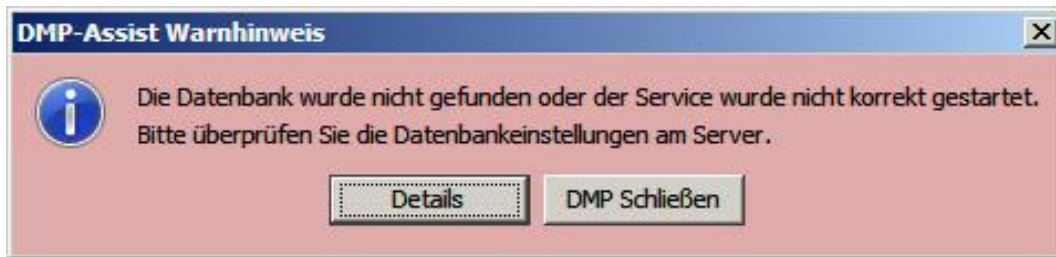 DMP-Assist Warnhinweis
Die Datenbank wurde nicht gefunden oder der Service wurde nicht korrekt gestartet.
Bitte überprüfen Sie die Datenbankeinstellungen am Server.
Details DMP Schließen